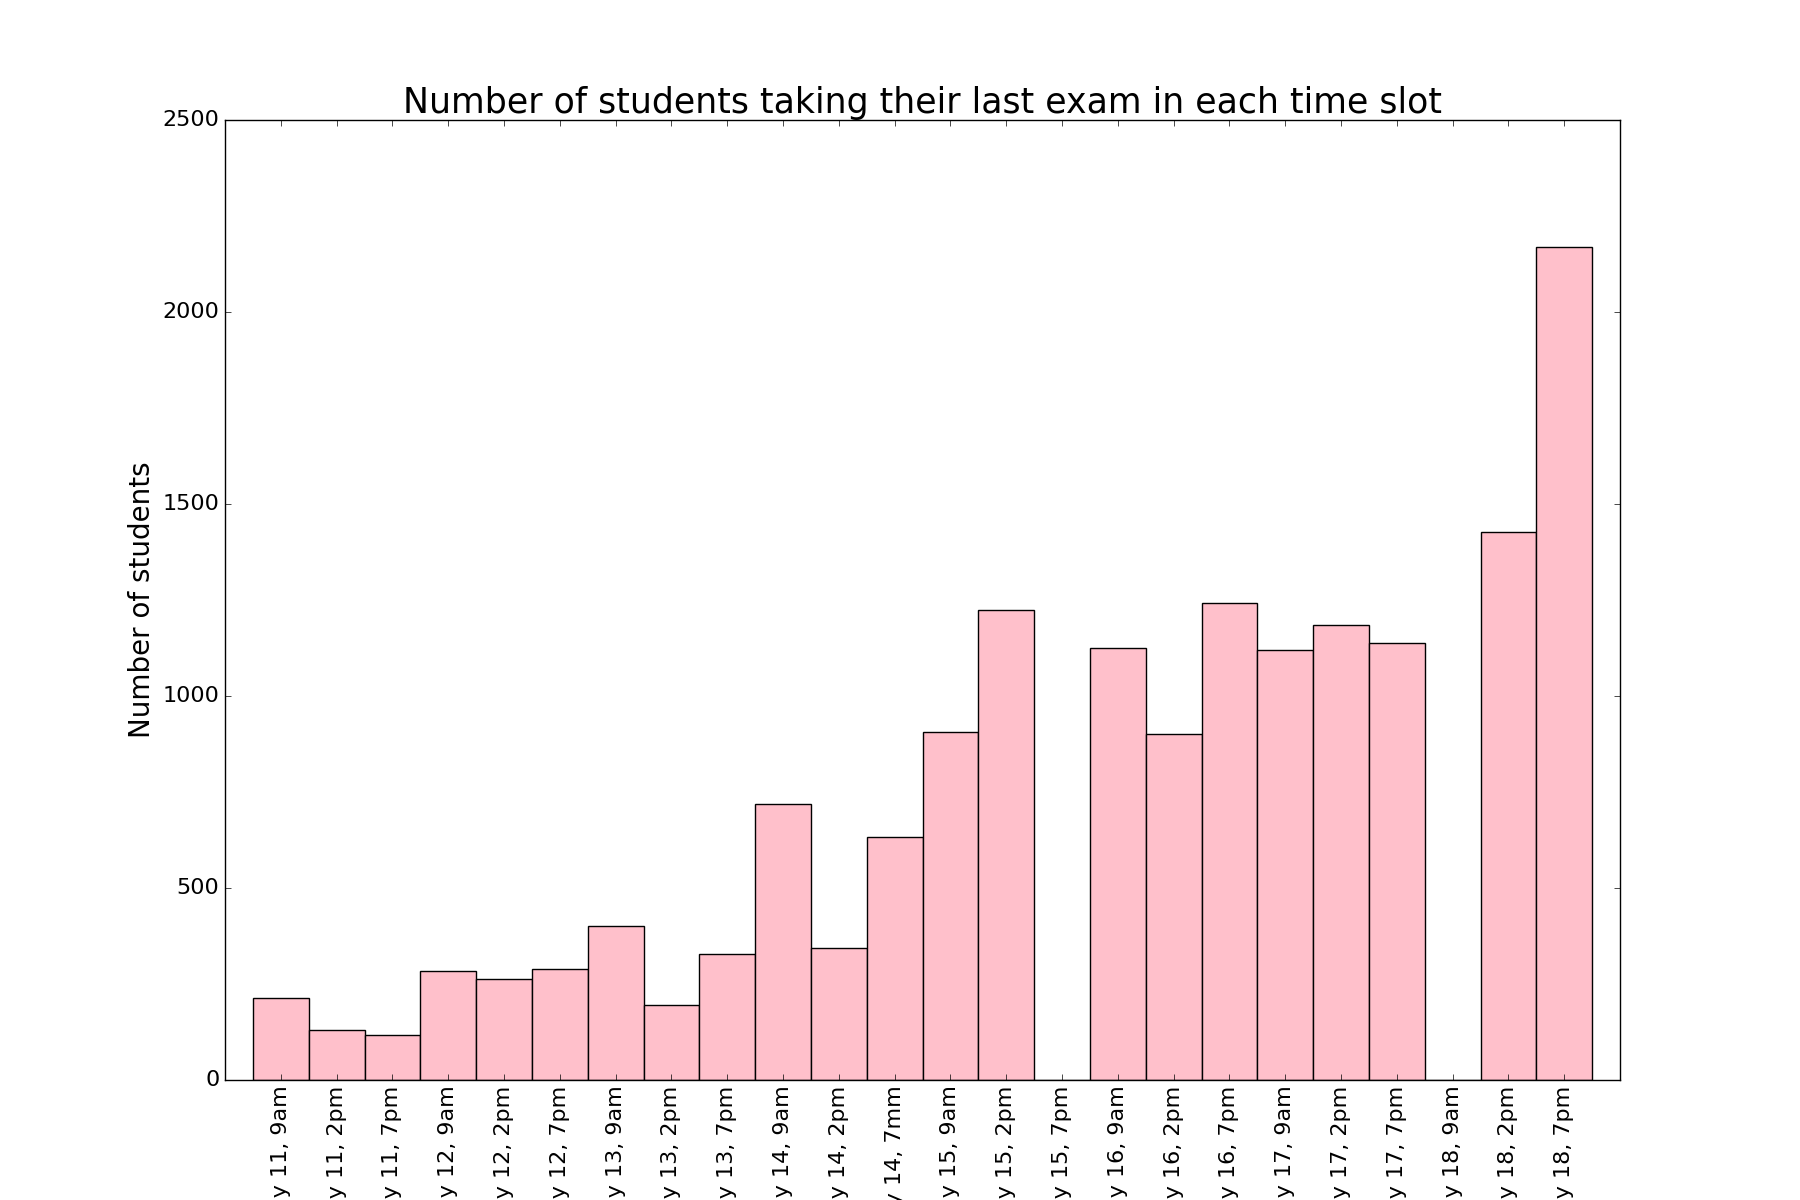 Number of students taking their last exam in each time slot
2500
2000
1500
1000
500
0
Number of students
y 11, 9am
y 11, 2pm
y 11, 7pm
y 12, 9am
y 12, 2pm
y 12, 7pm
y 13, 9am
y 13, 2pm
y 13, 7pm
y 14, 9am
y 14, 2pm
y 14, 7mm
y 15, 9am
y 15, 2pm
y 15, 7pm
y 16, 9am
y 16, 2pm
y 16, 7pm
y 17, 9am
y 17, 2pm
y 17, 7pm
y 18, 9am
y 18, 2pm
y 18, 7pm